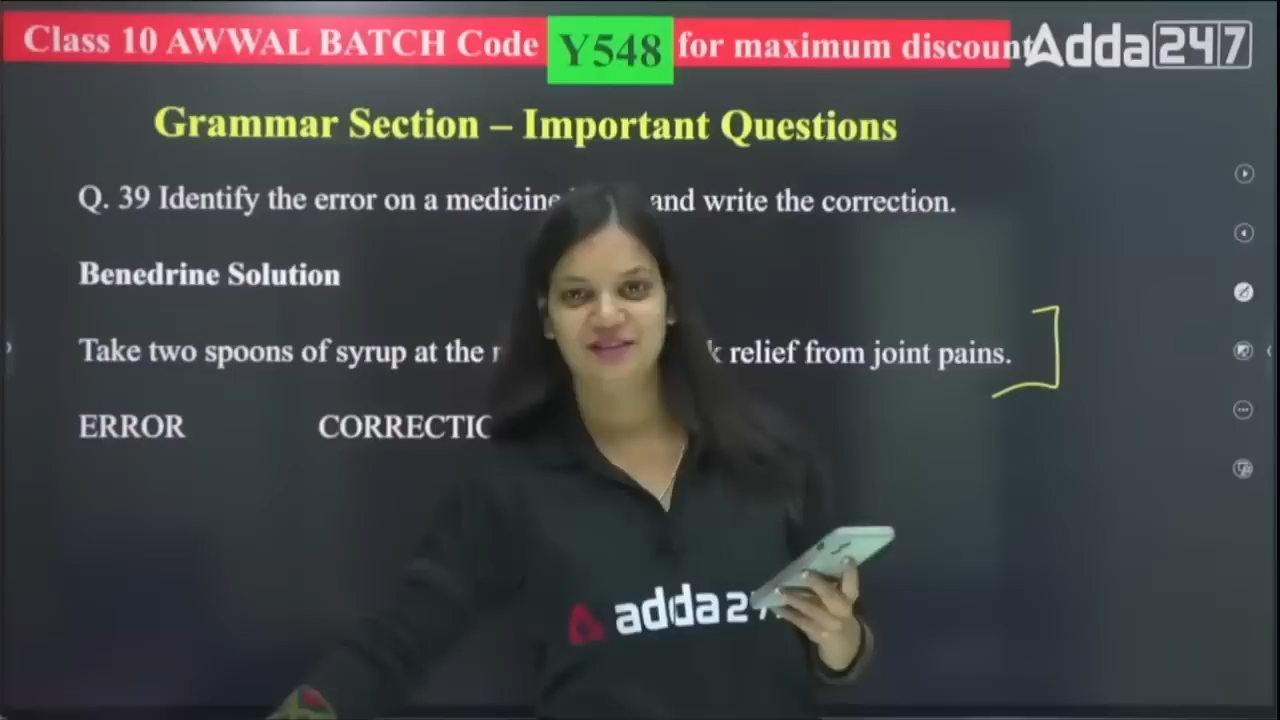 Class 10 AWWAL BATCH Code Y548 for maximum discount
Adda247
Grammar Section – Important Questions
Q. 39 Identify the error on a medicine and write the correction.
Benedrine Solution
Take two spoons of syrup at the relief from joint pains.
ERROR CORRECTIO
adda 24